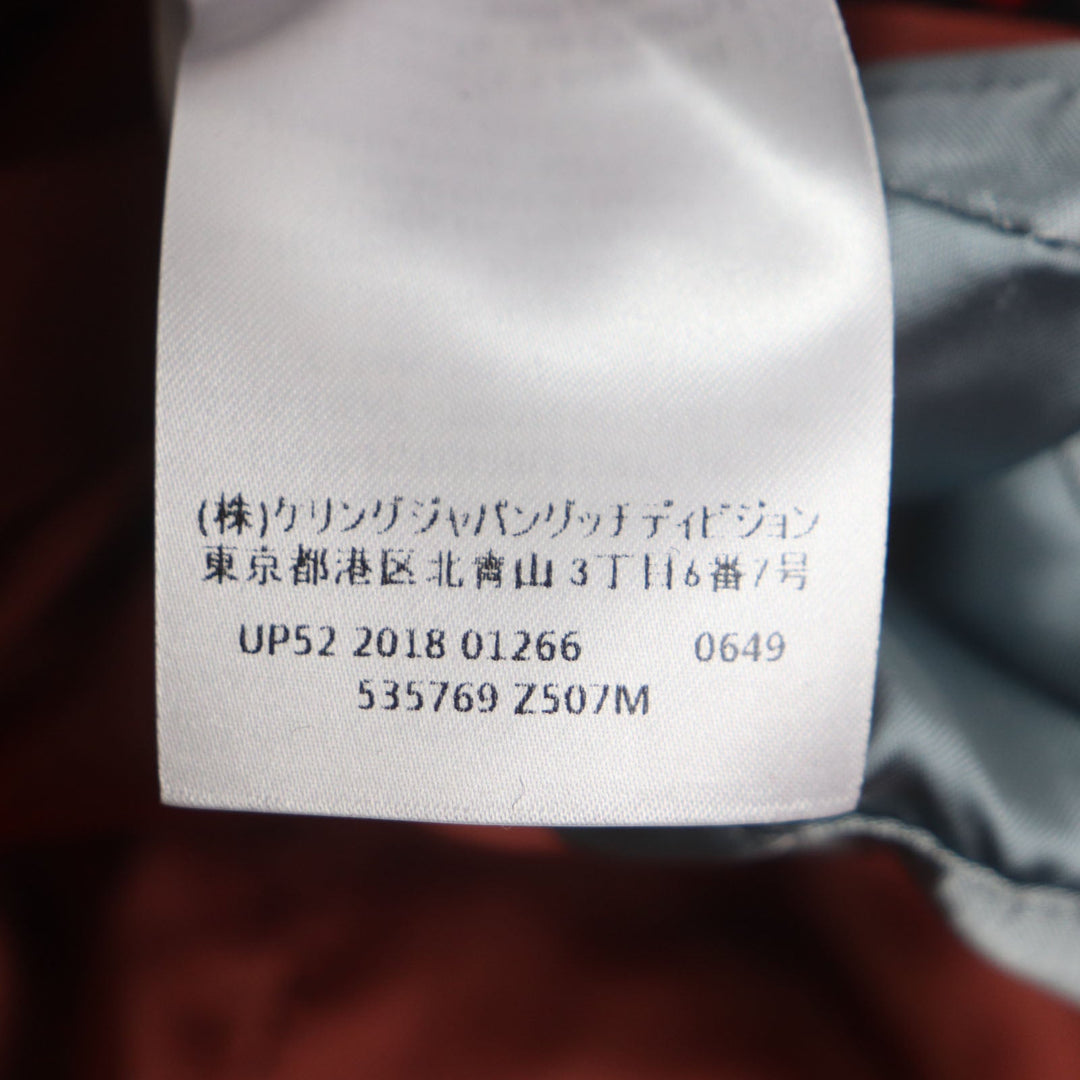 (株)ケリングジャパングッチディビジョン
東京都港区北青山3丁目6番7号
UP52 2018 01266 0649
535769 Z507M